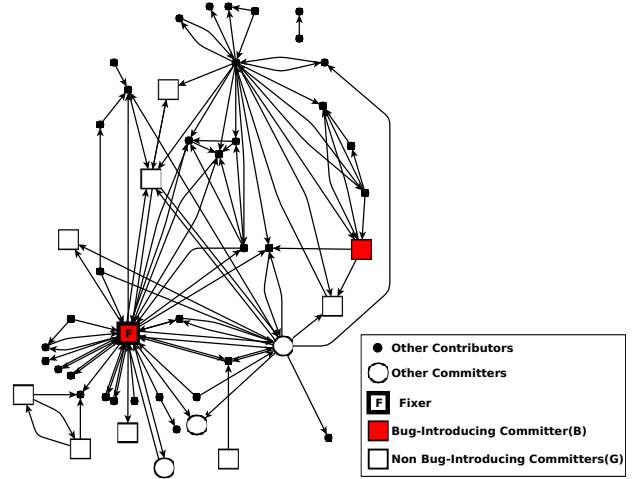 F
Other Contributors
Other Committers
F Fixer
Bug-Introducing Committer(B)
Non Bug-Introducing Committers(G)